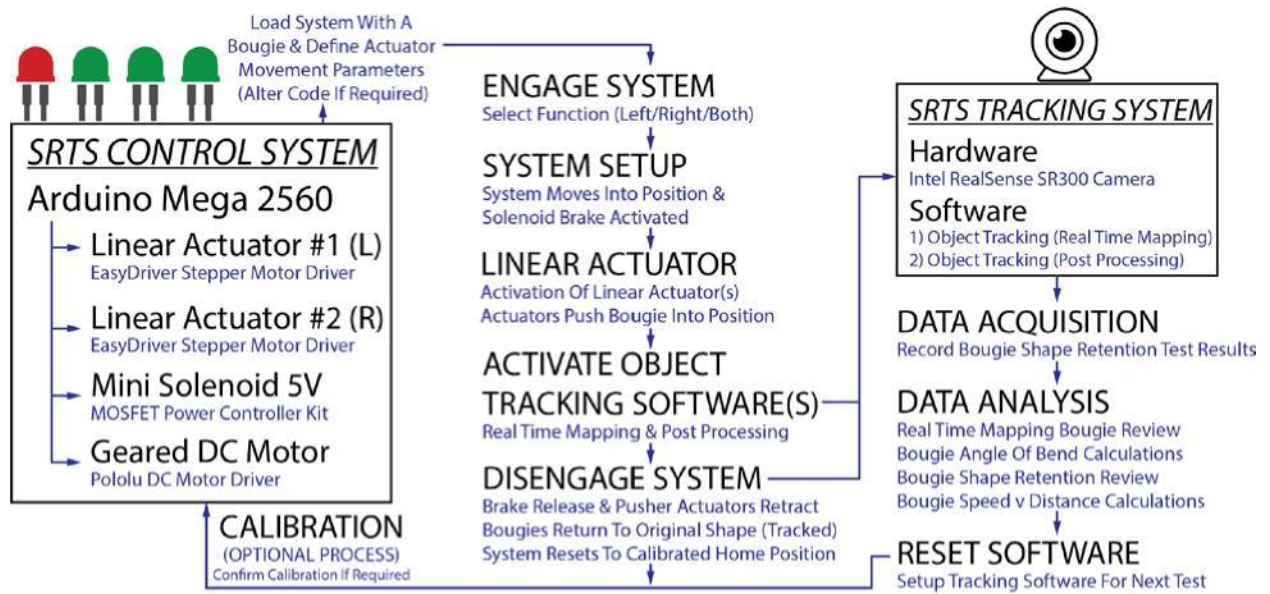 Load System With A
Bougie & Define Actuator
Movement Parameters
(Alter Code If Required)
SRTS CONTROL SYSTEM
Arduino Mega 2560
Linear Actuator #1 (L)
EasyDriver Stepper Motor Driver
Linear Actuator #2 (R)
EasyDriver Stepper Motor Driver
Mini Solenoid 5V
MOSFET Power Controller Kit
Geared DC Motor
Pololu DC Motor Driver
CALIBRATION
(OPTIONAL PROCESS)
Confirm Calibration If Required
ENGAGE SYSTEM
Select Function (Left/Right/Both)
SYSTEM SETUP
System Moves Into Position &
Solenoid Brake Activated
LINEAR ACTUATOR
Activation Of Linear Actuator(s)
Actuators Push Bougie Into Position
ACTIVATE OBJECT
TRACKING SOFTWARE(S)
Real Time Mapping & Post Processing
DISENGAGE SYSTEM
Brake Release & Pusher Actuators Retract
Bougies Return To Original Shape (Tracked)
System Resets To Calibrated Home Position
SRTS TRACKING SYSTEM
Hardware
Intel RealSense SR300 Camera
Software
1) Object Tracking (Real Time Mapping)
2) Object Tracking (Post Processing)
DATA ACQUISITION
Record Bougie Shape Retention Test Results
DATA ANALYSIS
Real Time Mapping Bougie Review
Bougie Angle Of Bend Calculations
Bougie Shape Retention Review
Bougie Speed v Distance Calculations
RESET SOFTWARE
Setup Tracking Software For Next Test